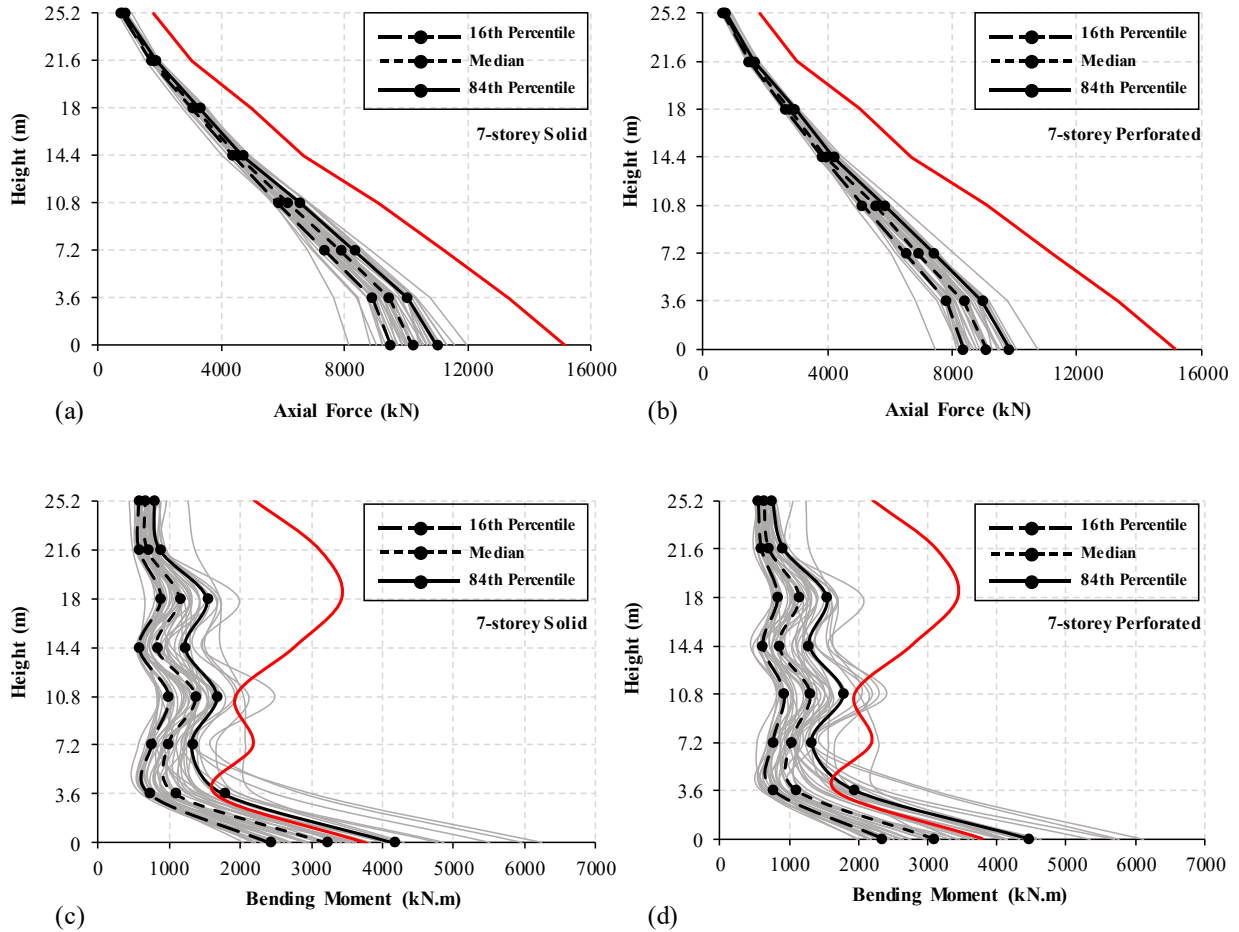 25.2
21.6
18
14.4
10.8
7.2
3.6
0
Height (m)
16th Percentile
Median
84th Percentile
7-storey Solid
0 4000 8000 12000 16000
(a) Axial Force (kN)
25.2
21.6
18
14.4
10.8
7.2
3.6
0
Height (m)
16th Percentile
Median
84th Percentile
7-storey Perforated
0 4000 8000 12000 16000
(b) Axial Force (kN)
25.2
21.6
18
14.4
10.8
7.2
3.6
0
Height (m)
16th Percentile
Median
84th Percentile
7-storey Solid
0 1000 2000 3000 4000 5000 6000 7000
Bending Moment (kN.m)
(c)
25.2
21.6
18
14.4
10.8
7.2
3.6
0
Height (m)
16th Percentile
Median
84th Percentile
7-storey Perforated
0 1000 2000 3000 4000 5000 6000 7000
Bending Moment (kN.m)
(d)